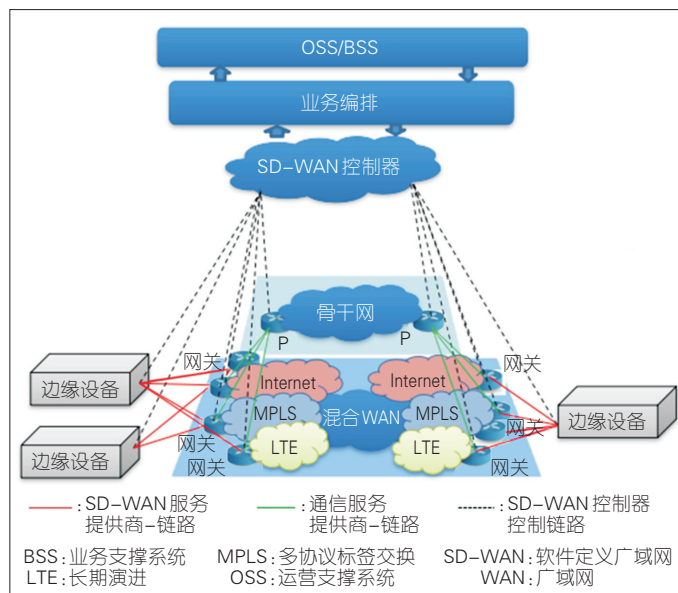 OSS/BSS
业务编排
SD-WAN 控制器
骨干网
P
P
网关
网关
边缘设备
Internet
Internet
边缘设备
MPLS
混合WAN
MPLS
网关
网关
边缘设备
LTE
LTE
网关
网关
:SD-WAN 服务
提供商-链路
:通信服务
提供商-链路
:SD-WAN 控制器
控制链路
BSS:业务支撑系统
MPLS:多协议标签交换
SD-WAN:软件定义广域网
LTE:长期演进
OSS:运营支撑系统
WAN:广域网